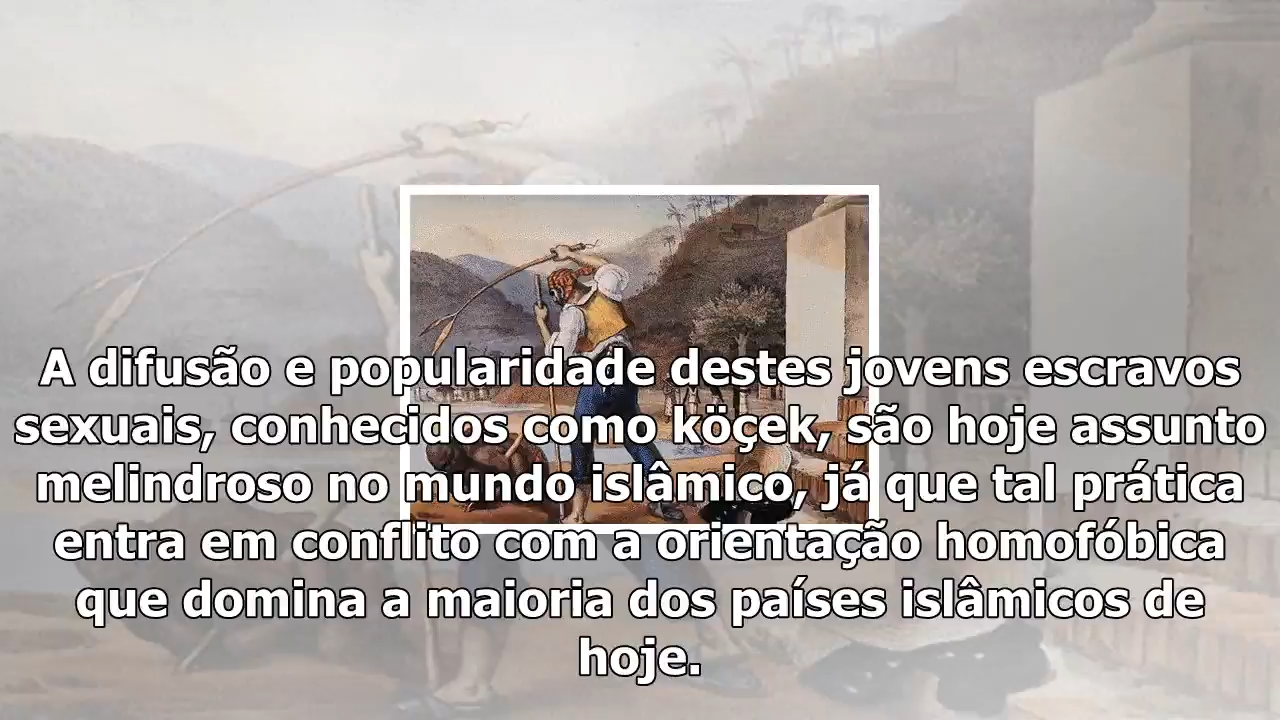 A difusão e popularidade destes jovens escravos
sexuais, conhecidos como köçek, são hoje assunto
melindroso no mundo islâmico, já que tal prática
entra em conflito com a orientação homofóbica
que domina a maioria dos países islâmicos de
hoje.